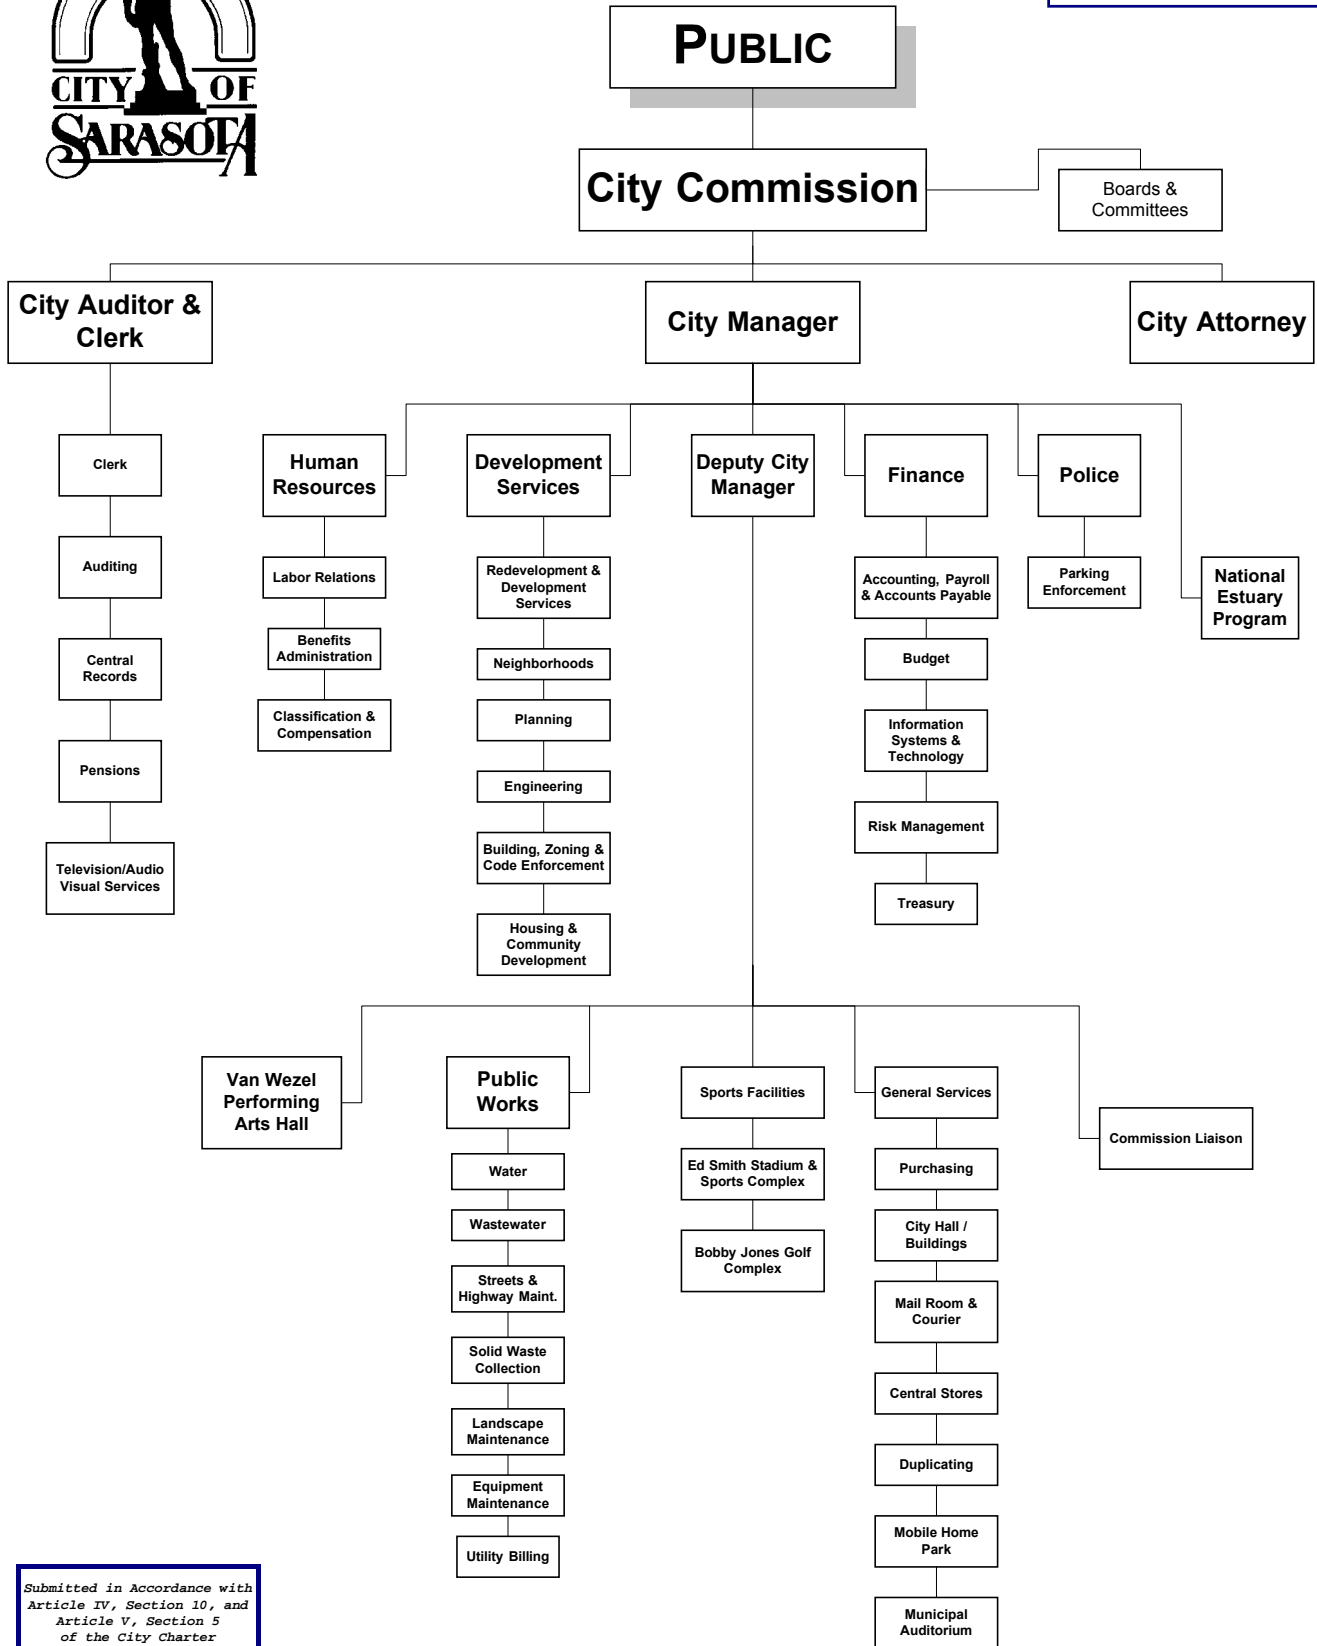 CITY OF
SARASOTA
PUBLIC
City Commission
Boards &
Committees
City Auditor &
Clerk
City Manager
City Attorney
Clerk
Auditing
Central
Records
Pensions
Television/Audio
Visual Services
Human
Resources
Labor Relations
Benefits
Administration
Classification &
Compensation
Development
Services
Redevelopment &
Development
Services
Neighborhoods
Planning
Engineering
Building, Zoning &
Code Enforcement
Housing &
Community
Development
Deputy City
Manager
Finance
Accounting, Payroll
& Accounts Payable
Budget
Information
Systems &
Technology
Risk Management
Treasury
Police
Parking
Enforcement
National
Estuary
Program
Van Wezel
Performing
Arts Hall
Public
Works
Water
Wastewater
Streets &
Highway Maint.
Solid Waste
Collection
Landscape
Maintenance
Equipment
Maintenance
Utility Billing
Sports Facilities
Ed Smith Stadium &
Sports Complex
Bobby Jones Golf
Complex
General Services
Purchasing
City Hall /
Buildings
Mail Room &
Courier
Central Stores
Duplicating
Mobile Home
Park
Municipal
Auditorium
Commission Liaison
Submitted in Accordance with
Article IV, Section 10, and
Article V, Section 5
of the City Charter